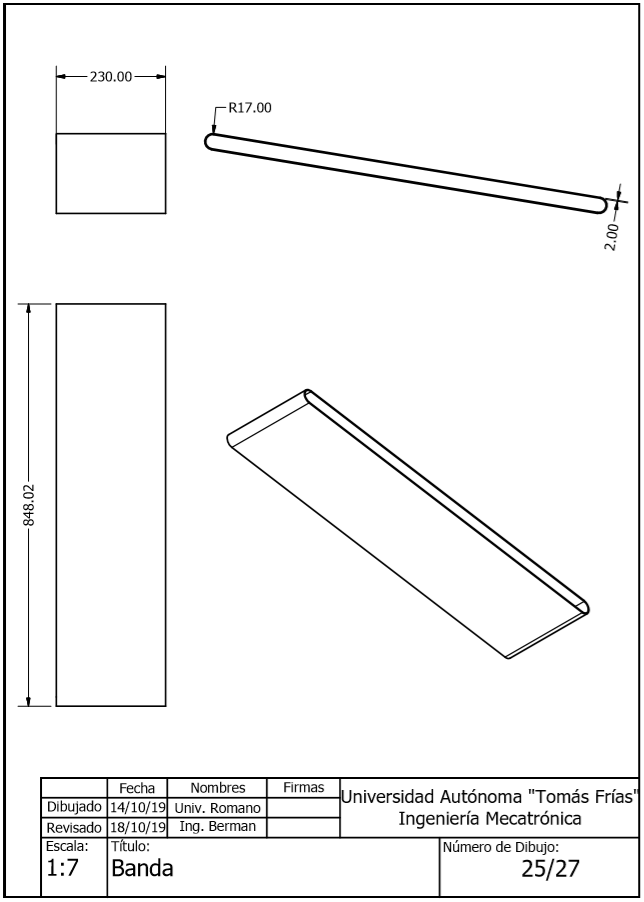 230.00
R17.00
2.00
848.02
Fecha Nombres Firmas
Dibujado 14/10/19 Univ. Romano
Revisado 18/10/19 Ing. Berman
Universidad Autónoma "Tomás Frías"
Ingeniería Mecatrónica
Escala:
1:7
Título:
Banda
Número de Dibujo:
25/27